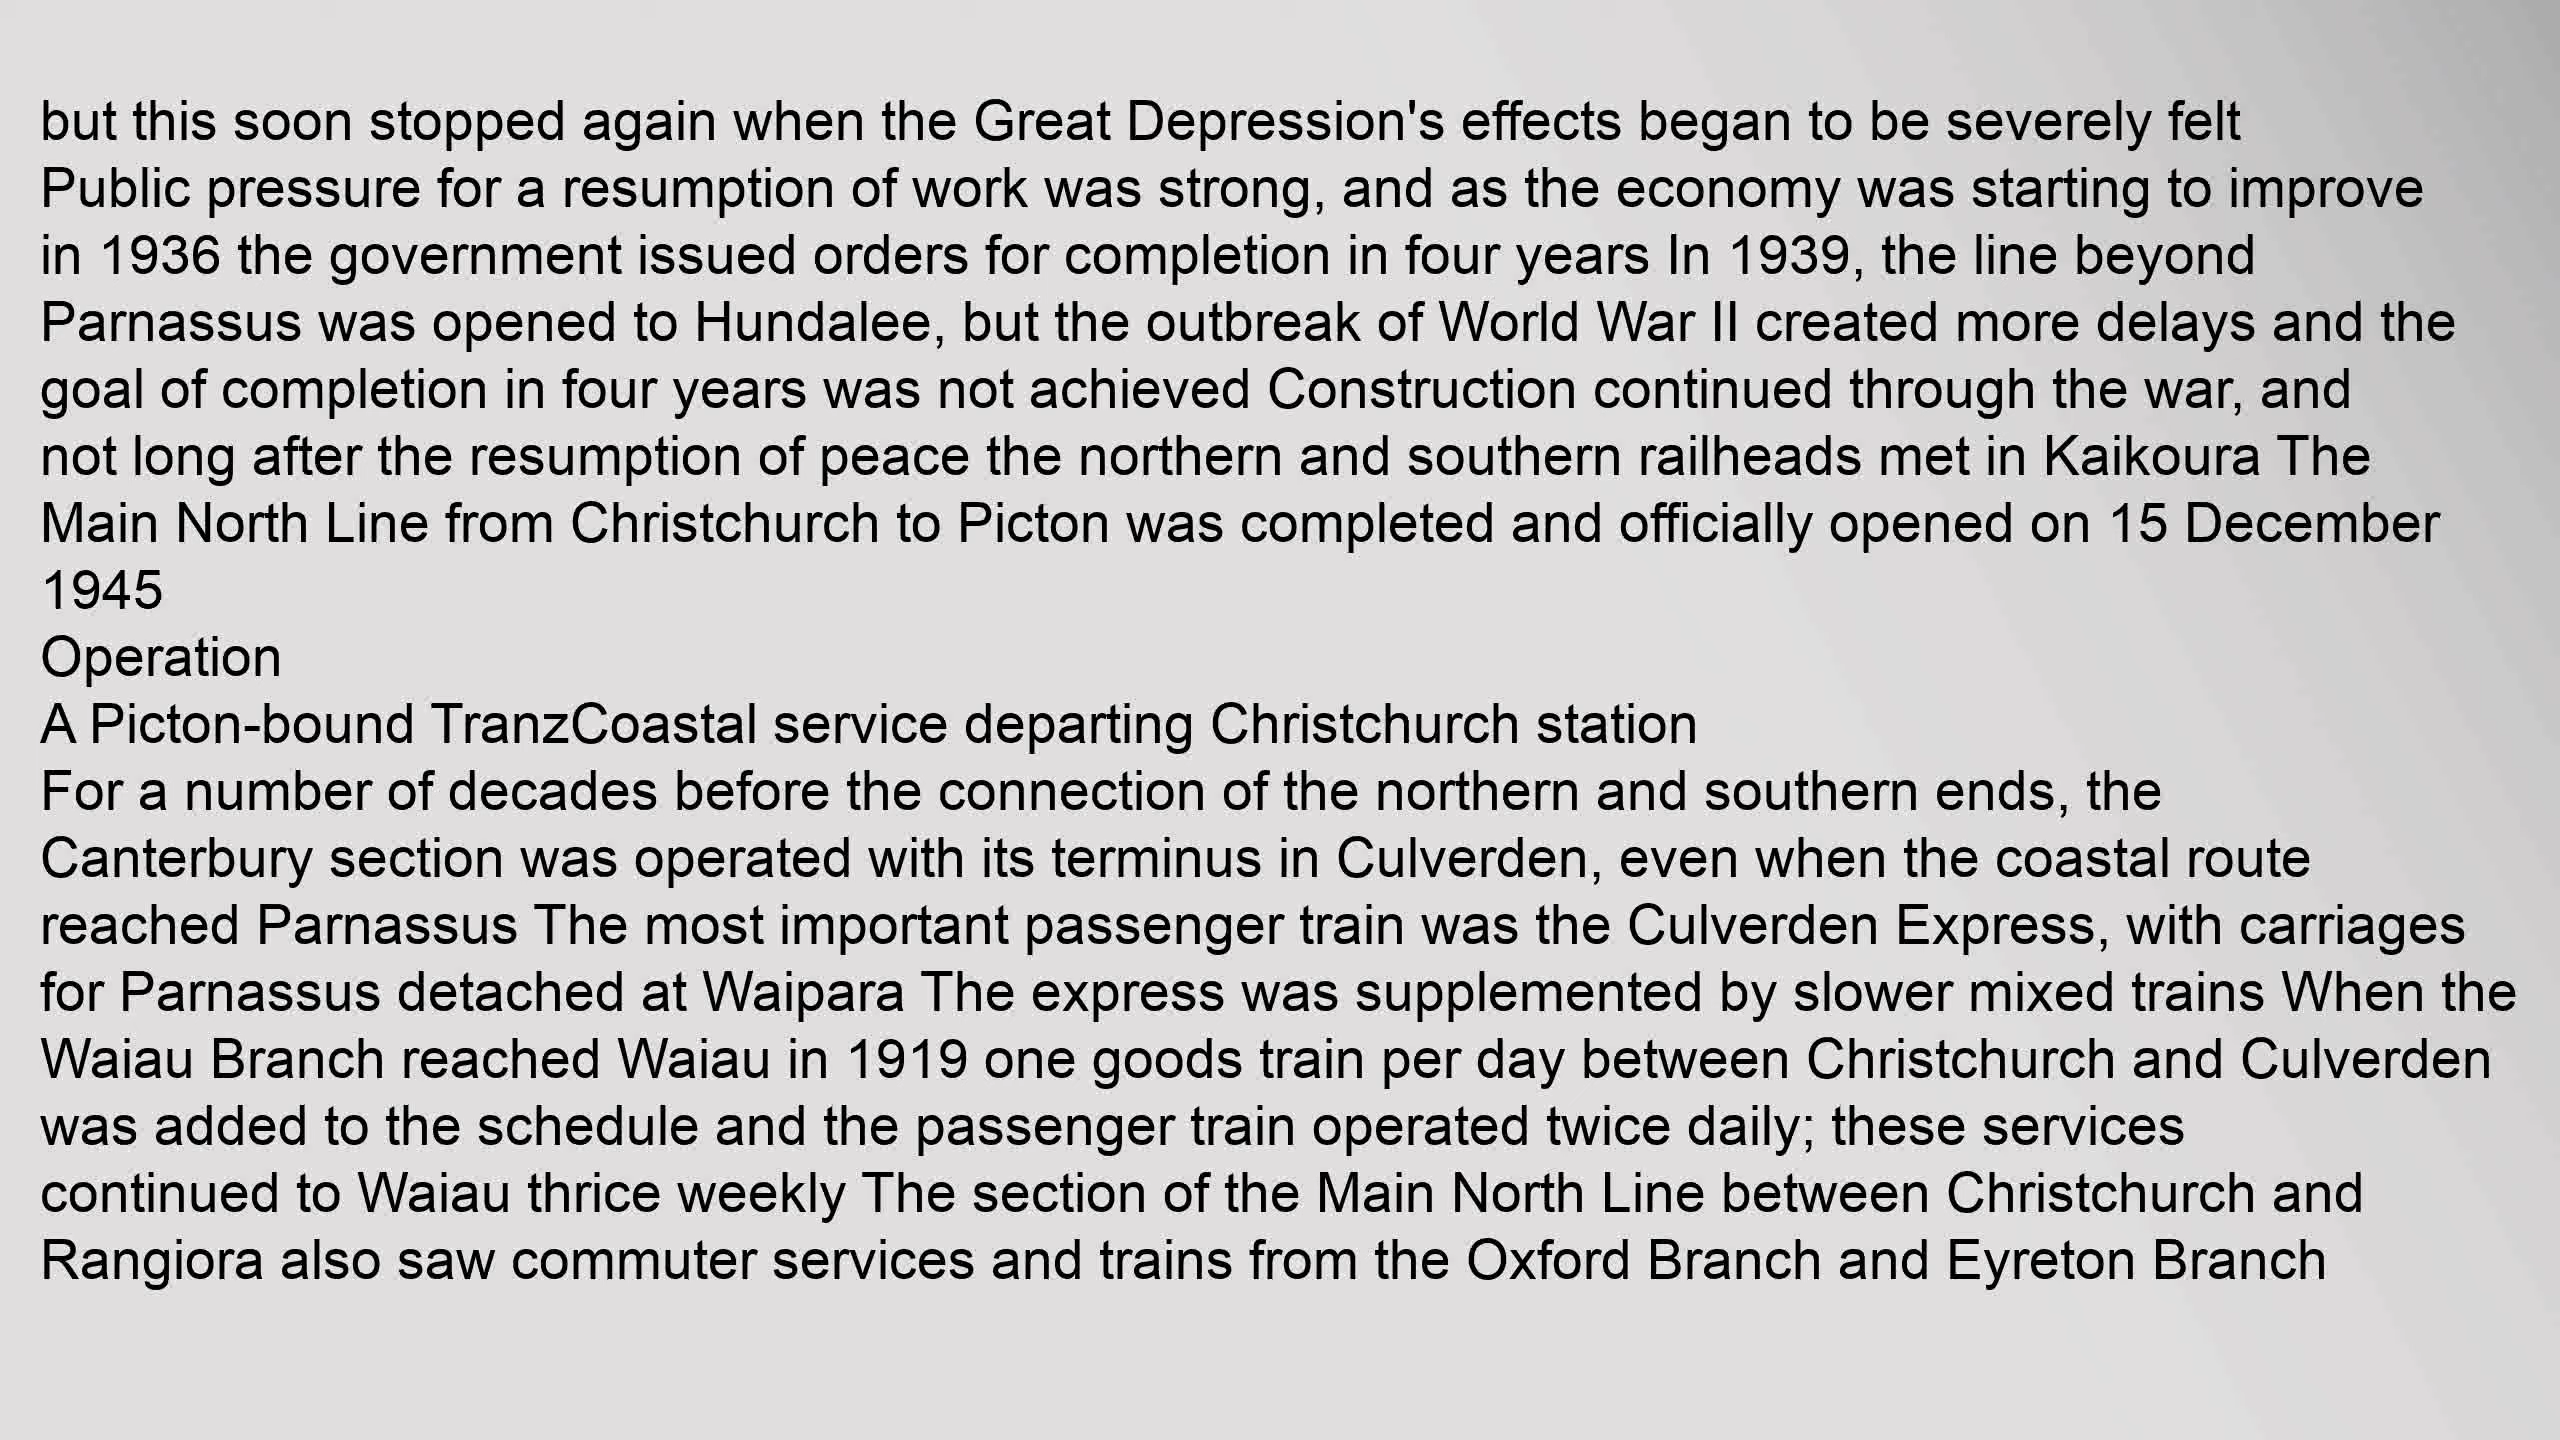 but this soon stopped again when the Great Depression's effects began to be severely felt
Public pressure for a resumption of work was strong, and as the economy was starting to improve
in 1936 the government issued orders for completion in four years In 1939, the line beyond
Parnassus was opened to Hundalee, but the outbreak of World War II created more delays and the
goal of completion in four years was not achieved Construction continued through the war, and
not long after the resumption of peace the northern and southern railheads met in Kaikoura The
Main North Line from Christchurch to Picton was completed and officially opened on 15 December
1945
Operation
A Picton-bound TranzCoastal service departing Christchurch station
For a number of decades before the connection of the northern and southern ends, the
Canterbury section was operated with its terminus in Culverden, even when the coastal route
reached Parnassus The most important passenger train was the Culverden Express, with carriages
for Parnassus detached at Waipara The express was supplemented by slower mixed trains When the
Waiau Branch reached Waiau in 1919 one goods train per day between Christchurch and Culverden
was added to the schedule and the passenger train operated twice daily; these services
continued to Waiau thrice weekly The section of the Main North Line between Christchurch and
Rangiora also saw commuter services and trains from the Oxford Branch and Eyreton Branch